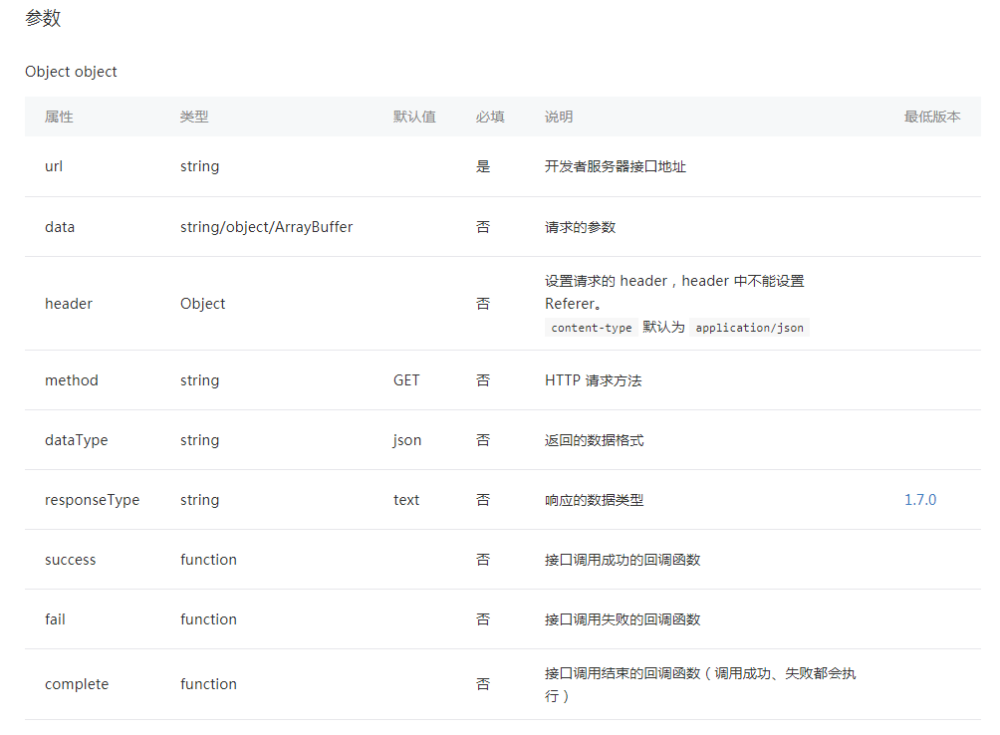 参数
Object object
属性 类型 默认值 必填 说明 最低版本
url string 是 开发者服务器接口地址
data string/object/ArrayBuffer 否 请求的参数
header Object 否 设置请求的 header，header 中不能设置
Referer。
content-type 默认为 application/json
method string GET 否 HTTP 请求方法
dataType string json 否 返回的数据格式
responseType string text 否 响应的数据类型 1.7.0
success function 否 接口调用成功的回调函数
fail function 否 接口调用失败的回调函数
complete function 否 接口调用结束的回调函数（调用成功、失败都会执
行）